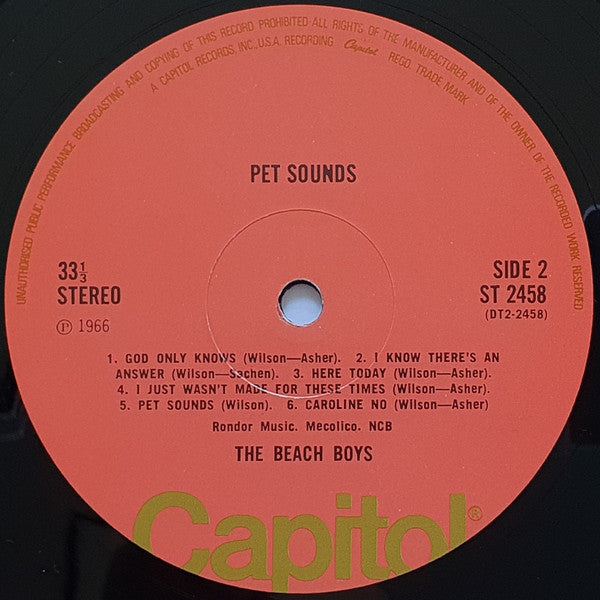 UNAUTHORISED PUBLIC PERFORMANCE BROADCASTING AND COPYING OF THIS RECORD PROHIBITED ALL RIGHTS OF THE MANUFACTURER AND OF THE OWNER OF THE RECORDED WORK RESERVED
A CAPITOL RECORDS INC., U.S.A. RECORDING Capitol REGD. TRADE MARK
PET SOUNDS
33⅓
STEREO
Ⓟ 1966
SIDE 2
ST 2458
(DT2-2458)
1. GOD ONLY KNOWS (Wilson—Asher). 2. I KNOW THERE'S AN
ANSWER (Wilson—Sachen). 3. HERE TODAY (Wilson—Asher).
4. I JUST WASN'T MADE FOR THESE TIMES (Wilson—Asher).
5. PET SOUNDS (Wilson). 6. CAROLINE NO (Wilson—Asher)
Rondor Music. Mecolico. NCB
THE BEACH BOYS
Capitol®